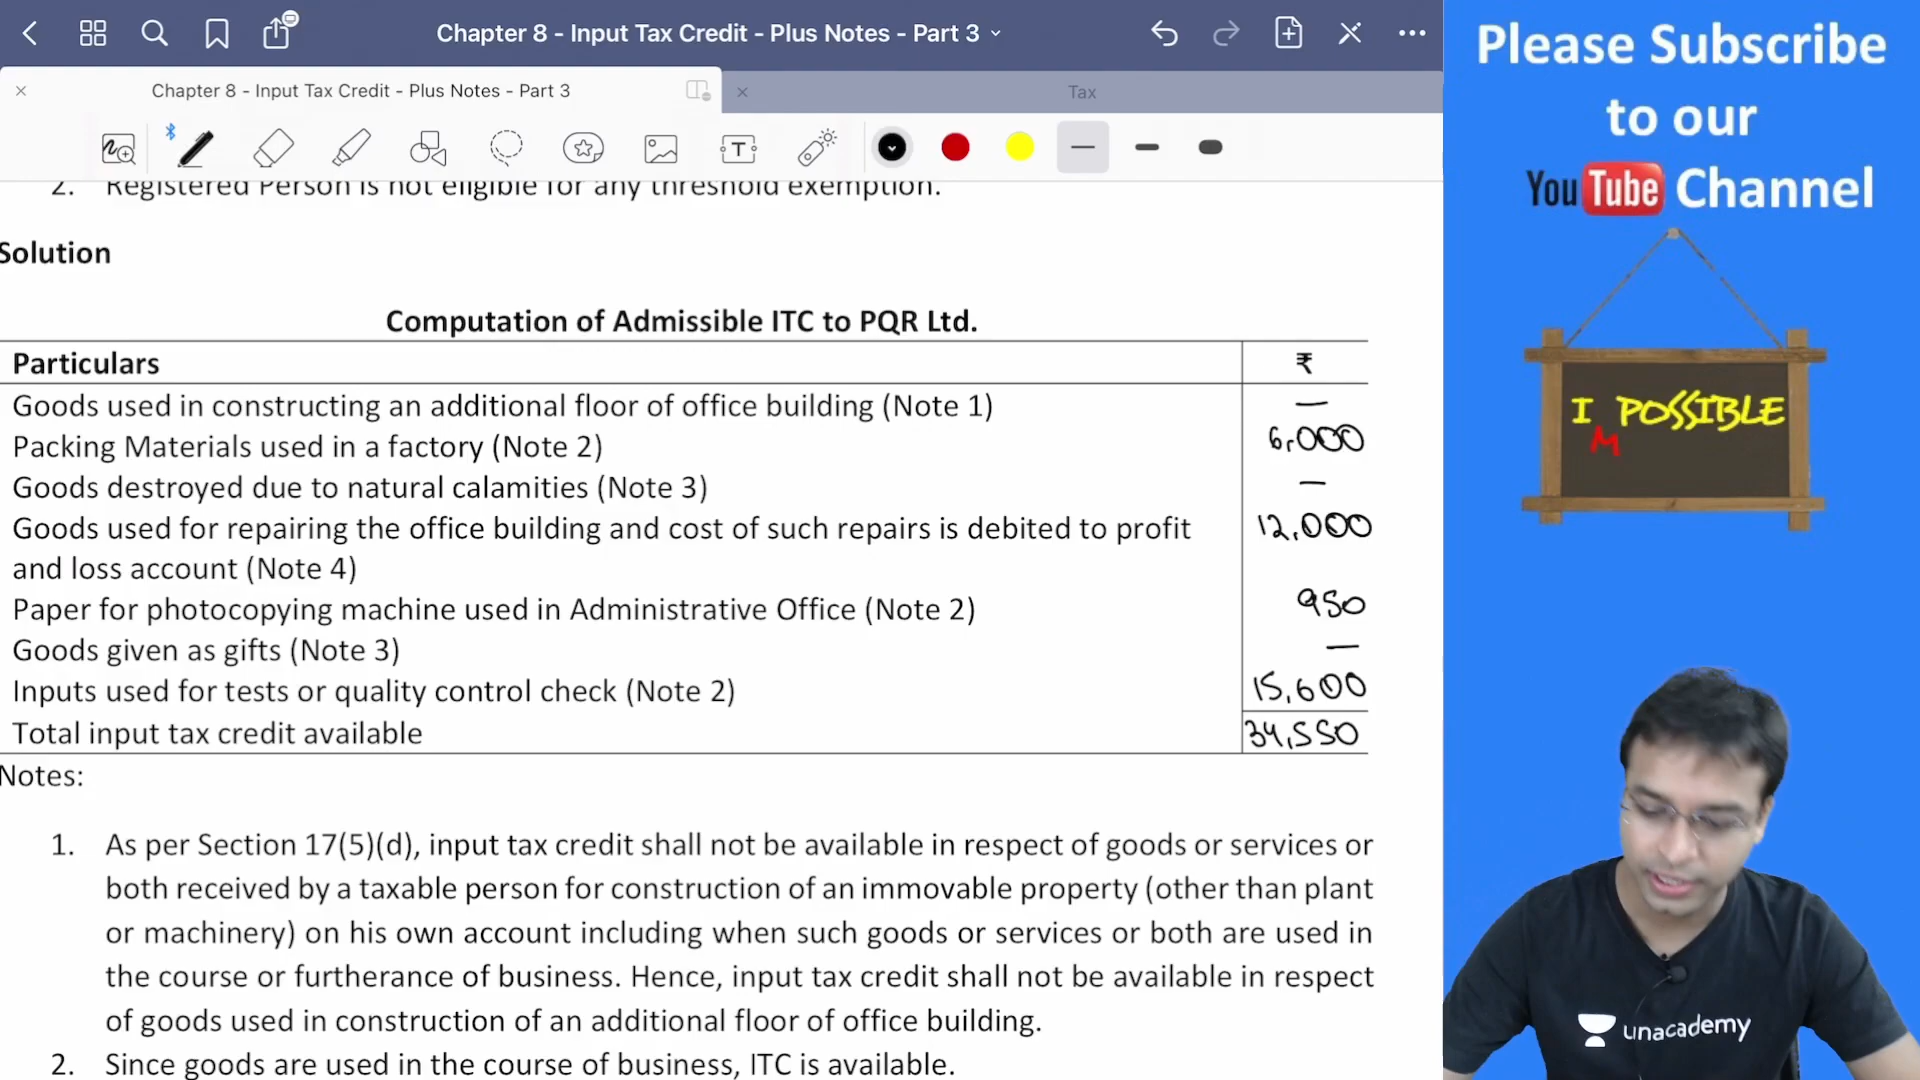 Chapter 8 - Input Tax Credit - Plus Notes - Part 3
Chapter 8 - Input Tax Credit - Plus Notes - Part 3
Tax
2. Registered Person is not eligible for any threshold exemption.
Solution
Computation of Admissible ITC to PQR Ltd.
Particulars ₹
Goods used in constructing an additional floor of office building (Note 1) —
Packing Materials used in a factory (Note 2) 6,000
Goods destroyed due to natural calamities (Note 3) —
Goods used for repairing the office building and cost of such repairs is debited to profit 12,000
and loss account (Note 4)
Paper for photocopying machine used in Administrative Office (Note 2) 950
Goods given as gifts (Note 3) —
Inputs used for tests or quality control check (Note 2) 15,600
Total input tax credit available 34,550
Notes:
1. As per Section 17(5)(d), input tax credit shall not be available in respect of goods or services or
both received by a taxable person for construction of an immovable property (other than plant
or machinery) on his own account including when such goods or services or both are used in
the course or furtherance of business. Hence, input tax credit shall not be available in respect
of goods used in construction of an additional floor of office building.
2. Since goods are used in the course of business, ITC is available.
Please Subscribe
to our
YouTube Channel
I POSSIBLE
M
unacademy